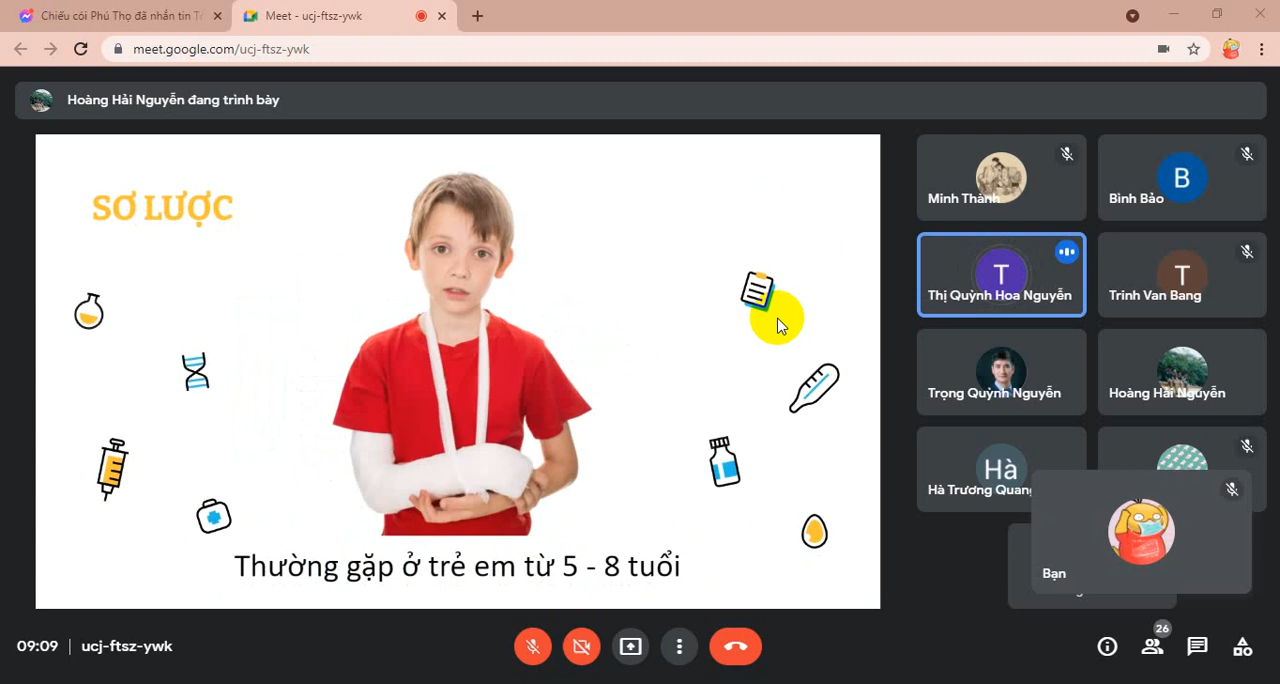 Chiếu cói Phú Thọ đã nhắn tin
Meet - ucj-ftsz-ywk
meet.google.com/ucj-ftsz-ywk
Hoàng Hải Nguyễn đang trình bày
SƠ LƯỢC
Thường gặp ở trẻ em từ 5 - 8 tuổi
Minh Thành
B
Bình Bảo
T
Thị Quỳnh Hoa Nguyễn
T
Trinh Van Bang
Trọng Quỳnh Nguyễn
Hoàng Hải Nguyễn
Hà
Hà Trương Quang
Bạn
09:09 | ucj-ftsz-ywk
26